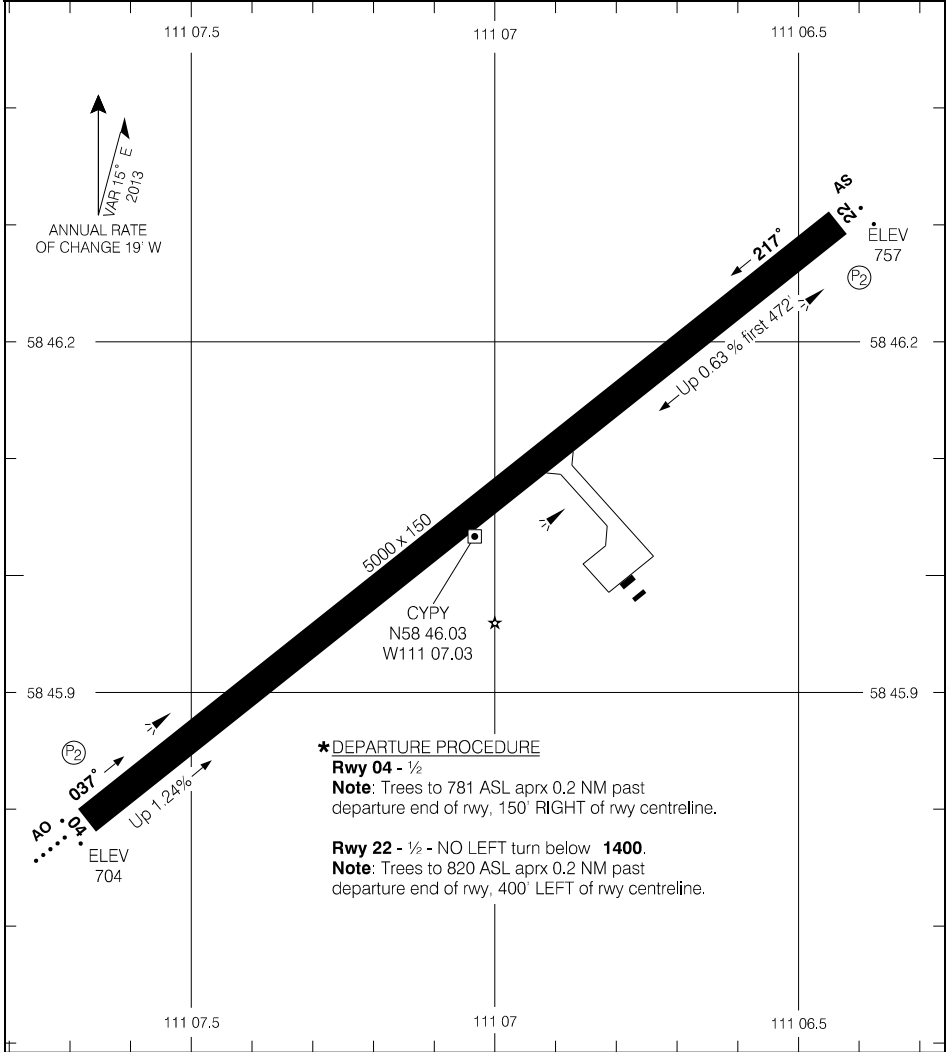 111 07.5
111 07
111 06.5
VAR 15° E
2013
ANNUAL RATE
OF CHANGE 19' W
AS
22
ELEV
757
P2
217°
Up 0.63 % first 472'
58 46.2
58 46.2
5000 x 150
CYPY
N58 46.03
W111 07.03
58 45.9
58 45.9
P2
037°
Up 1.24%
AO
04
ELEV
704
*DEPARTURE PROCEDURE
Rwy 04 - ½
Note: Trees to 781 ASL aprx 0.2 NM past
departure end of rwy, 150' RIGHT of rwy centreline.
Rwy 22 - ½ - NO LEFT turn below 1400.
Note: Trees to 820 ASL aprx 0.2 NM past
departure end of rwy, 400' LEFT of rwy centreline.
111 07.5
111 07
111 06.5